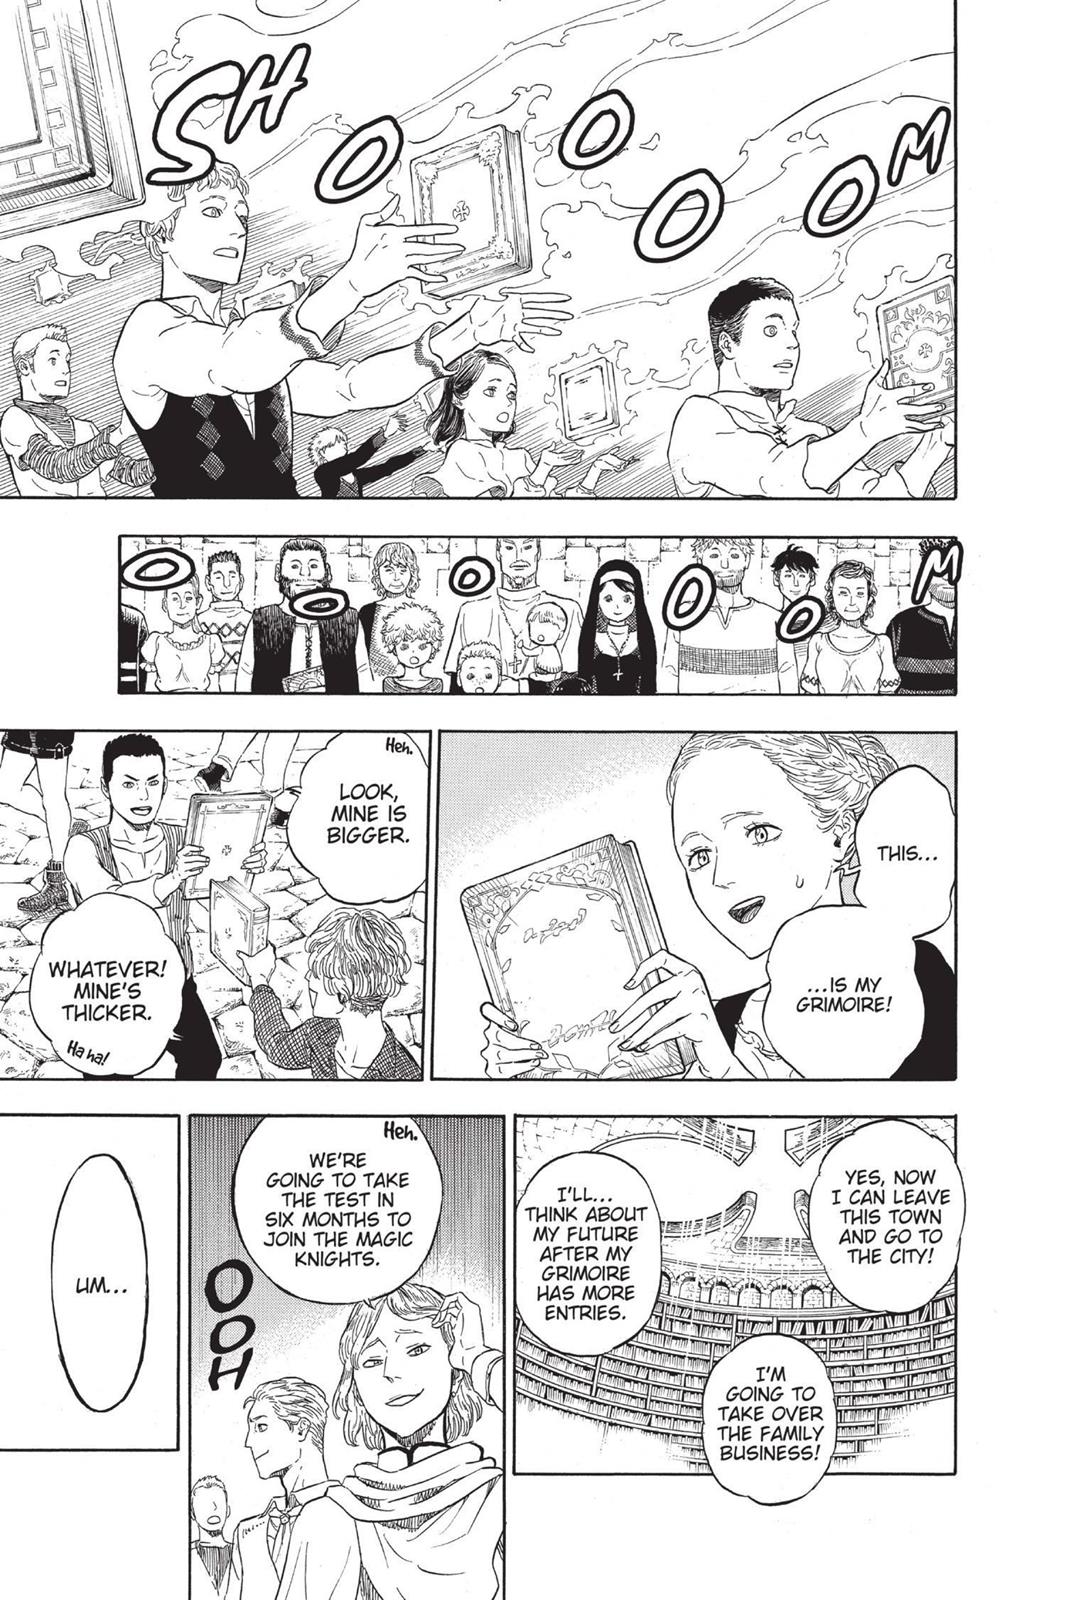 SHOOOOM
OOOOOM
THIS...
...IS MY
GRIMOIRE!
Heh.
LOOK,
MINE IS
BIGGER.
WHATEVER!
MINE'S
THICKER.
Ha ha!
YES, NOW
I CAN LEAVE
THIS TOWN
AND GO TO
THE CITY!
I'LL...
THINK ABOUT
MY FUTURE
AFTER MY
GRIMOIRE
HAS MORE
ENTRIES.
I'M
GOING TO
TAKE OVER
THE FAMILY
BUSINESS!
Heh.
WE'RE
GOING TO TAKE
THE TEST IN
SIX MONTHS TO
JOIN THE MAGIC
KNIGHTS.
OOH
UM...